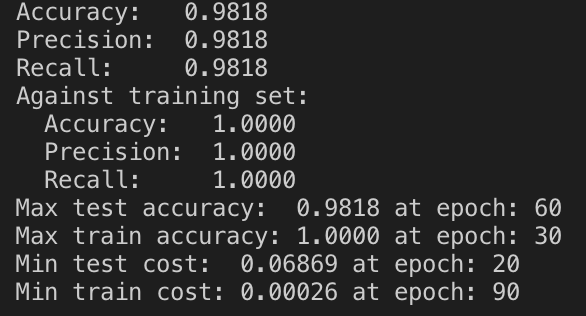 Accuracy:   0.9818
Precision:  0.9818
Recall:     0.9818
Against training set:
  Accuracy:   1.0000
  Precision:  1.0000
  Recall:     1.0000
Max test accuracy:  0.9818 at epoch: 60
Max train accuracy: 1.0000 at epoch: 30
Min test cost:  0.06869 at epoch: 20
Min train cost: 0.00026 at epoch: 90